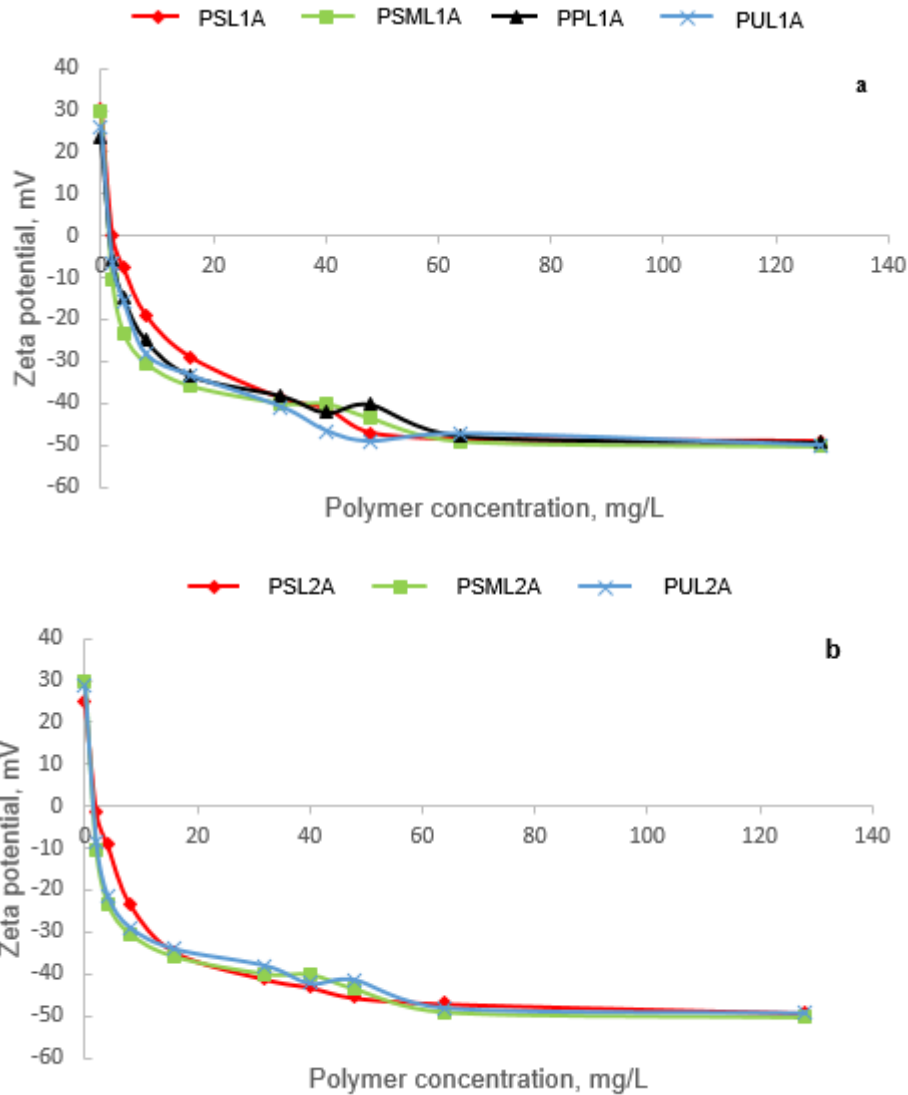 PSL1A PSML1A PPL1A PUL1A
a
40
30
20
10
0
-10
-20
-30
-40
-50
-60
0 20 40 60 80 100 120 140
Zeta potential, mV
Polymer concentration, mg/L
PSL2A PSML2A PUL2A
b
40
30
20
10
0
-10
-20
-30
-40
-50
-60
0 20 40 60 80 100 120 140
Zeta potential, mV
Polymer concentration, mg/L